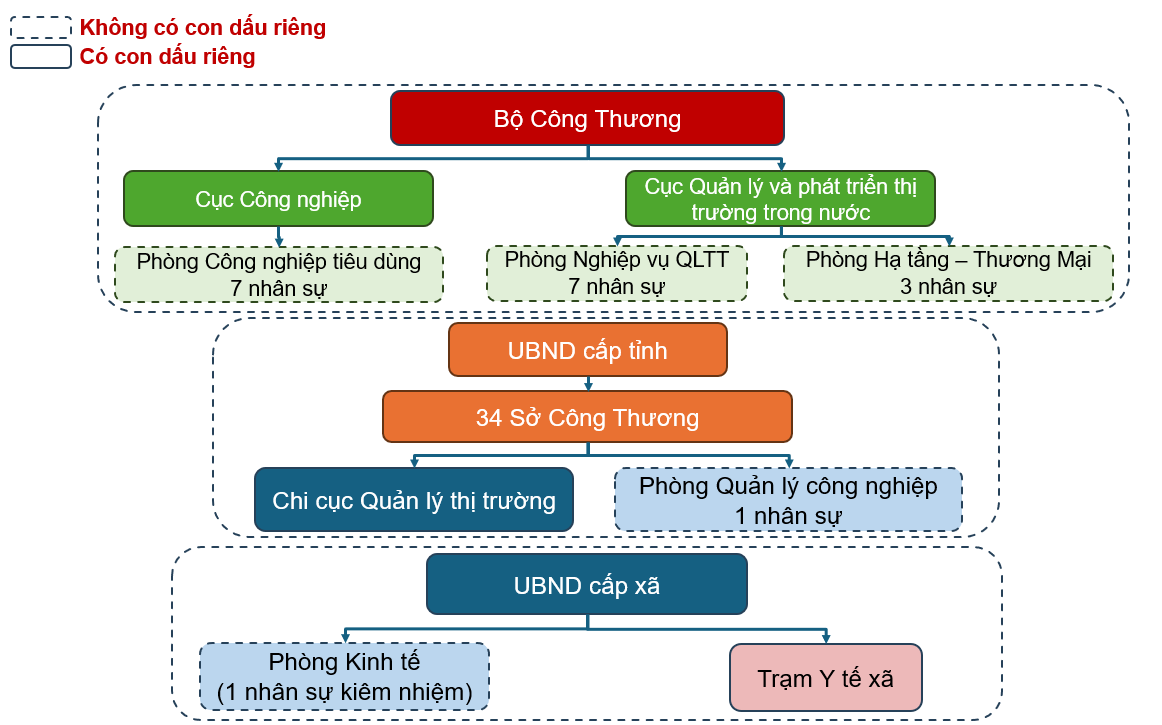 Không có con dấu riêng
Có con dấu riêng
Bộ Công Thương
Cục Công nghiệp
Cục Quản lý và phát triển thị
trường trong nước
Phòng Công nghiệp tiêu dùng
7 nhân sự
Phòng Nghiệp vụ QLTT
7 nhân sự
Phòng Hạ tầng – Thương Mại
3 nhân sự
UBND cấp tỉnh
34 Sở Công Thương
Chi cục Quản lý thị trường
Phòng Quản lý công nghiệp
1 nhân sự
UBND cấp xã
Phòng Kinh tế
(1 nhân sự kiêm nhiệm)
Trạm Y tế xã